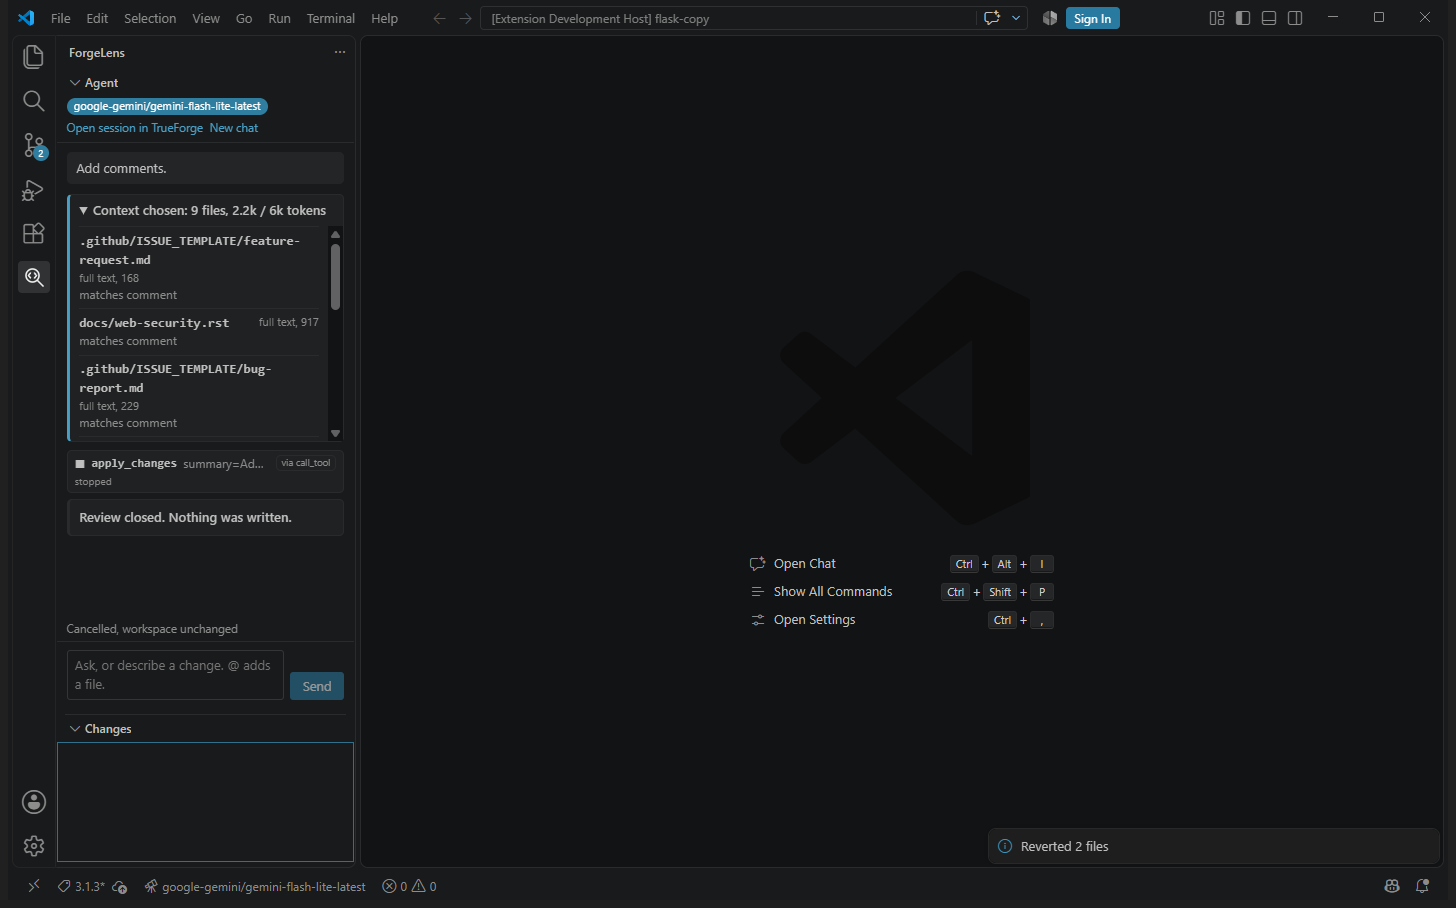 File Edit Selection View Go Run Terminal Help
[Extension Development Host] flask-copy
Sign In
ForgeLens
Agent
google-gemini/gemini-flash-lite-latest
Open session in TrueForge New chat
2
Add comments.
Context chosen: 9 files, 2.2k / 6k tokens
.github/ISSUE_TEMPLATE/feature-
request.md
full text, 168
matches comment
docs/web-security.rst full text, 917
matches comment
.github/ISSUE_TEMPLATE/bug-
report.md
full text, 229
matches comment
apply_changes summary=Ad... via call_tool
stopped
Review closed. Nothing was written.
Open Chat Ctrl + Alt + I
Show All Commands Ctrl + Shift + P
Open Settings Ctrl + ,
Cancelled, workspace unchanged
Ask, or describe a change. @ adds
a file.
Send
Changes
Reverted 2 files
3.1.3* google-gemini/gemini-flash-lite-latest 0 0